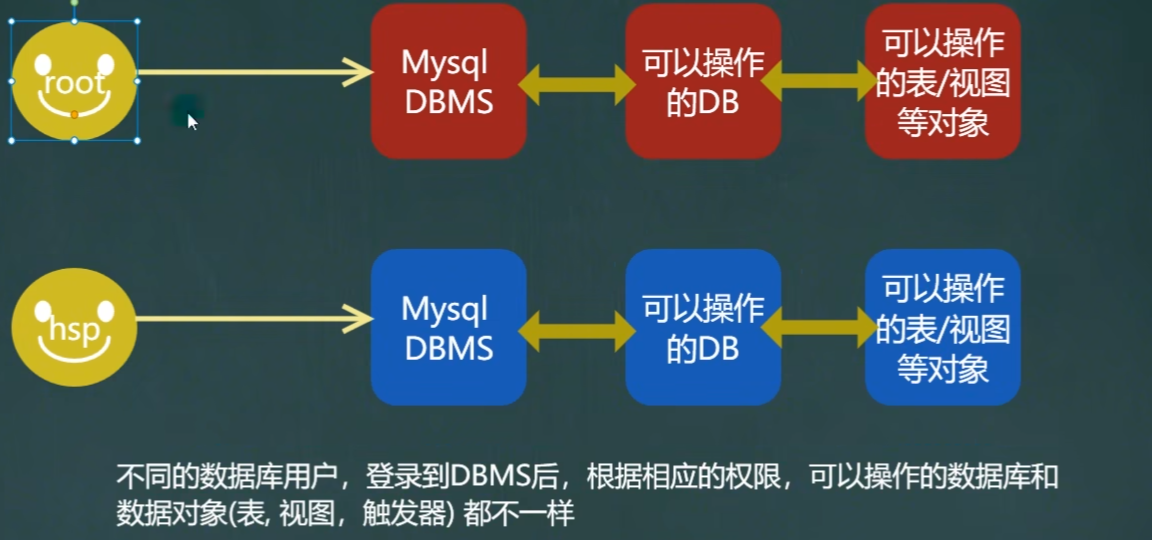 root
Mysql
DBMS
可以操作
的DB
可以操作
的表/视图
等对象
hsp
Mysql
DBMS
可以操作
的DB
可以操作
的表/视图
等对象
不同的数据库用户，登录到DBMS后，根据相应的权限，可以操作的数据库和
数据对象(表, 视图，触发器) 都不一样